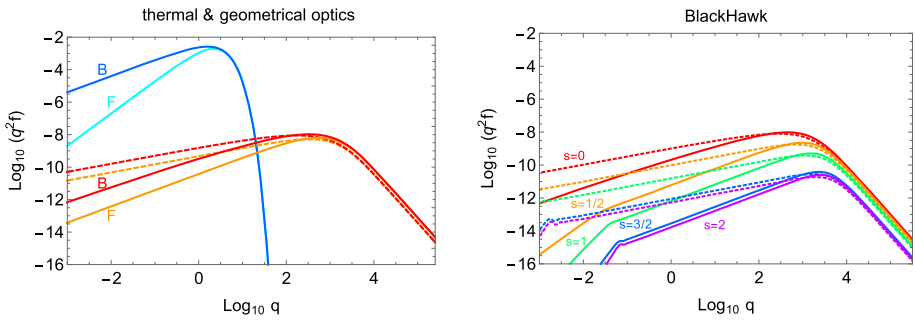 thermal & geometrical optics
Log₁₀ (q²f)
-2
-4
-6
-8
-10
-12
-14
-16
B
F
B
F
-2
0
2
4
Log₁₀ q
BlackHawk
Log₁₀ (q²f)
-2
-4
-6
-8
-10
-12
-14
-16
s=0
s=1/2
s=1
s=3/2
s=2
-2
0
2
4
Log₁₀ q